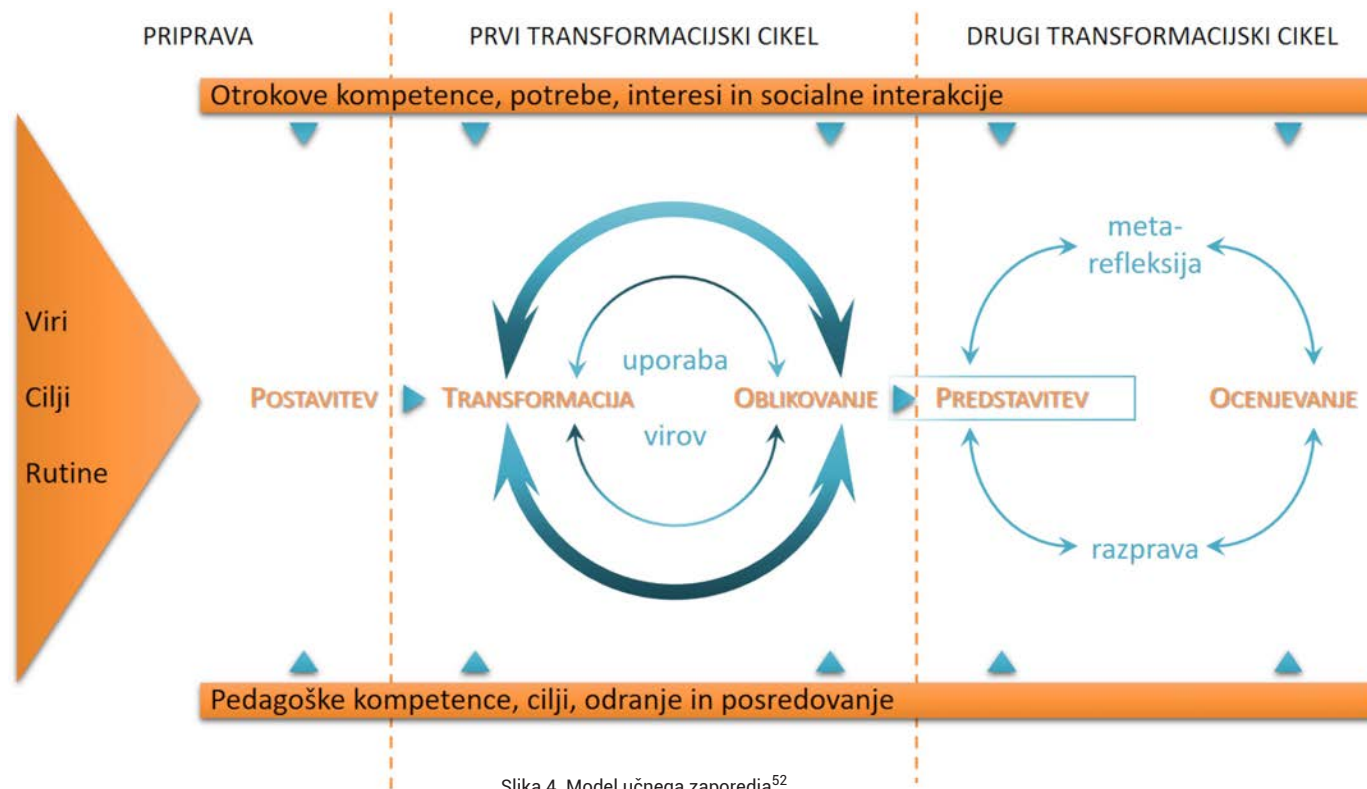 PRIPRAVA
PRVI TRANSFORMACIJSKI CIKEL
DRUGI TRANSFORMACIJSKI CIKEL
Otrokove kompetence, potrebe, interesi in socialne interakcije
Viri
Cilji
Rutine
POSTAVITEV
TRANSFORMACIJA
uporaba
virov
OBLIKOVANJE
PREDSTAVITEV
meta-
refleksija
razprava
OCENJEVANJE
Pedagoške kompetence, cilji, odranje in posredovanje
Slika 4. Model učnega zaporedja52